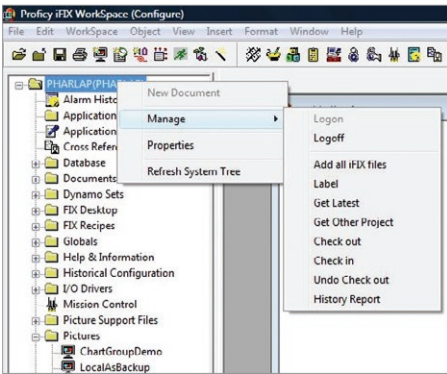 Proficy iFIX WorkSpace (Configure)
File Edit WorkSpace Object View Insert Format Window Help
PHARLAP(PHA
Alarm Histo
Application
Application
Cross Refere
Database
Documents
Dynamo Sets
FIX Desktop
FIX Recipes
Globals
Help & Information
Historical Configuration
I/O Drivers
Mission Control
Picture Support Files
Pictures
ChartGroupDemo
LocalAsBackup
New Document
Manage
Properties
Refresh System Tree
Logon
Logoff
Add all iFIX files
Label
Get Latest
Get Other Project
Check out
Check in
Undo Check out
History Report